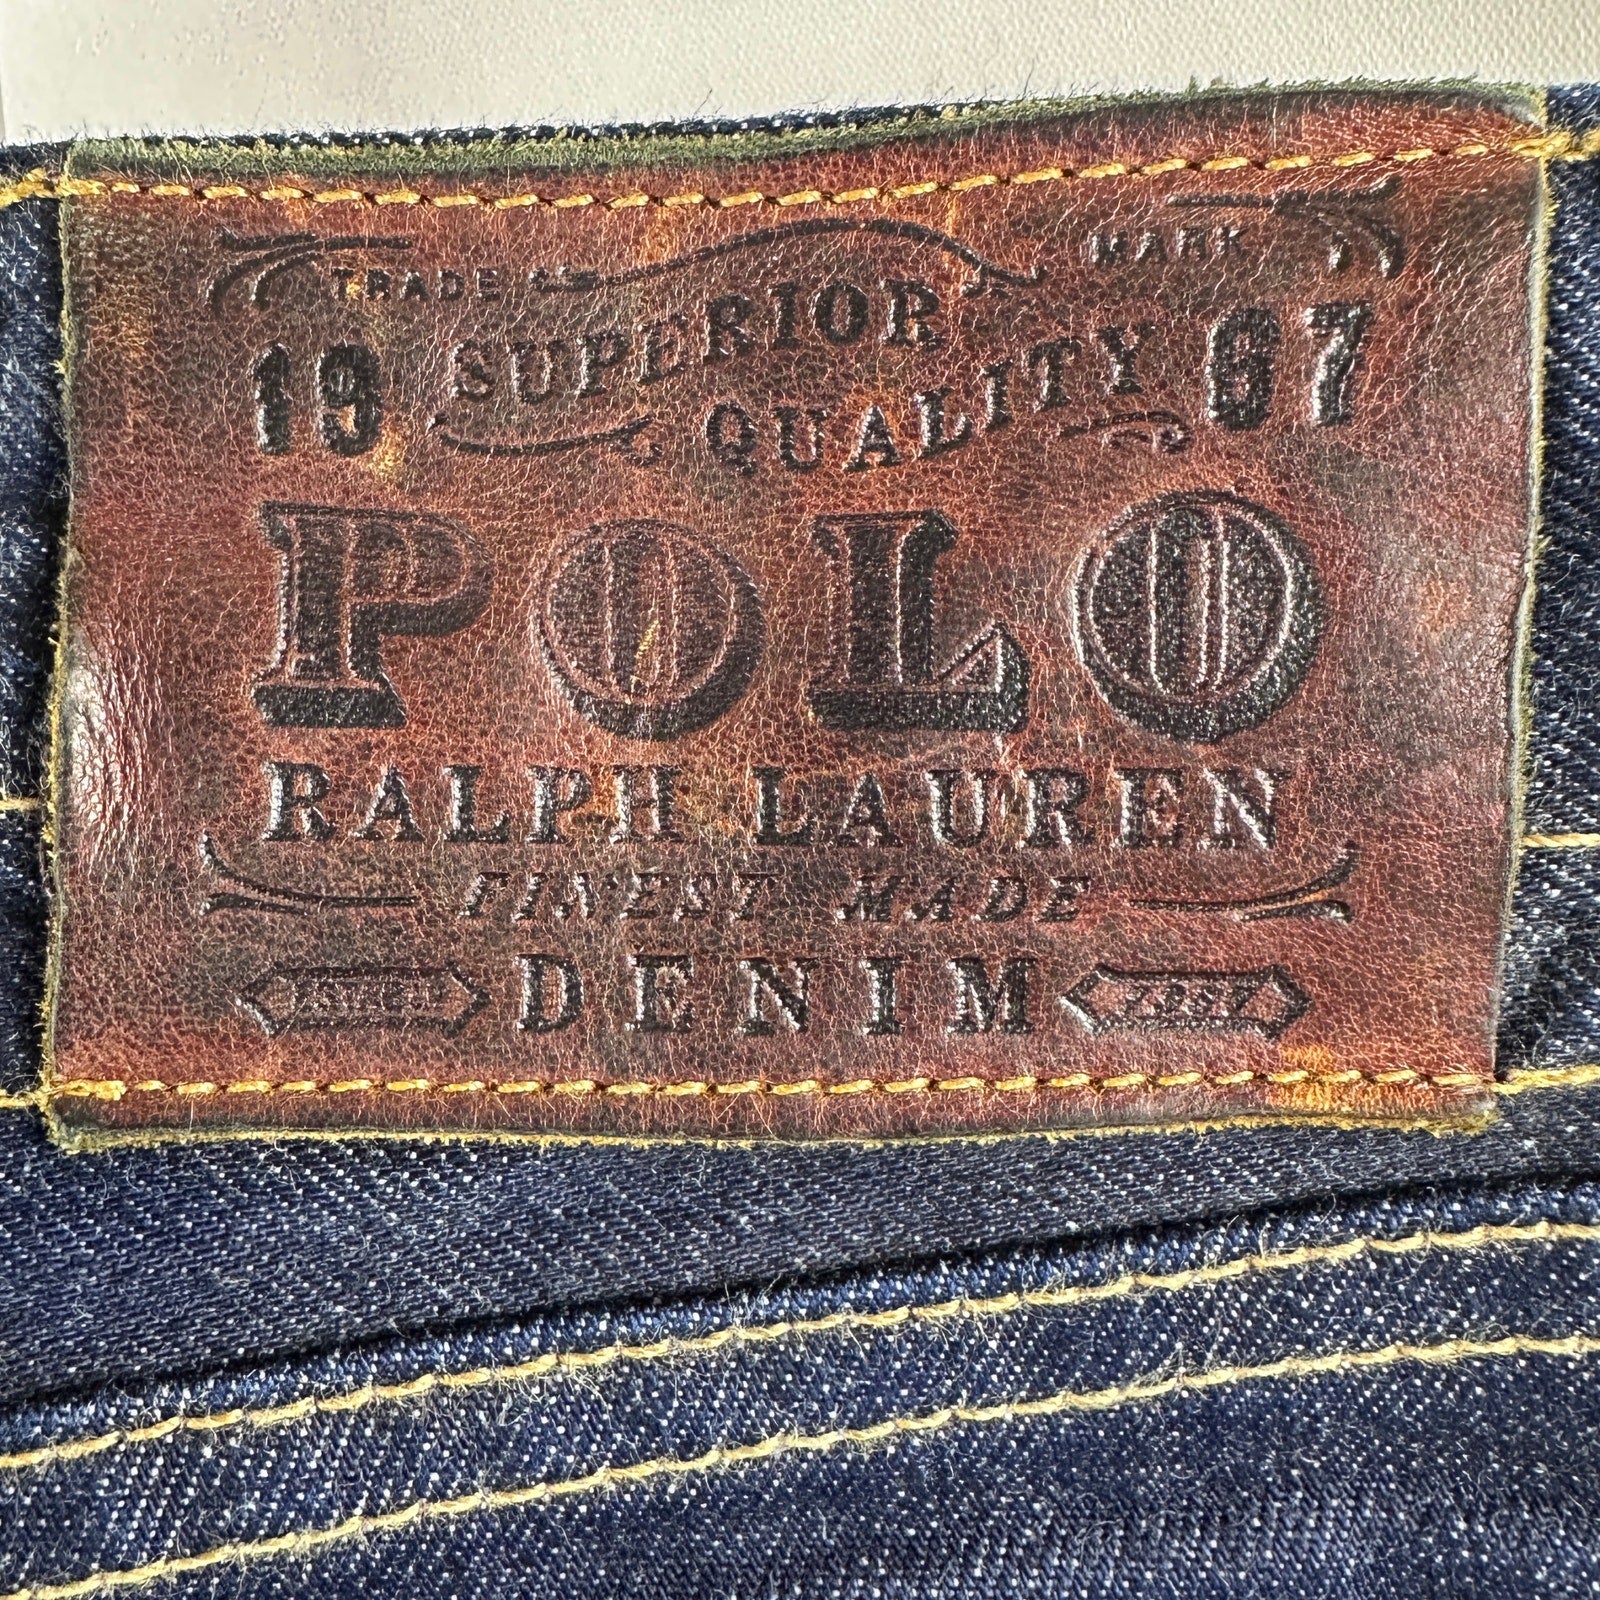 TRADE MARK
19 SUPERIOR QUALITY 67
POLO
RALPH LAUREN
FINEST MADE
DENIM